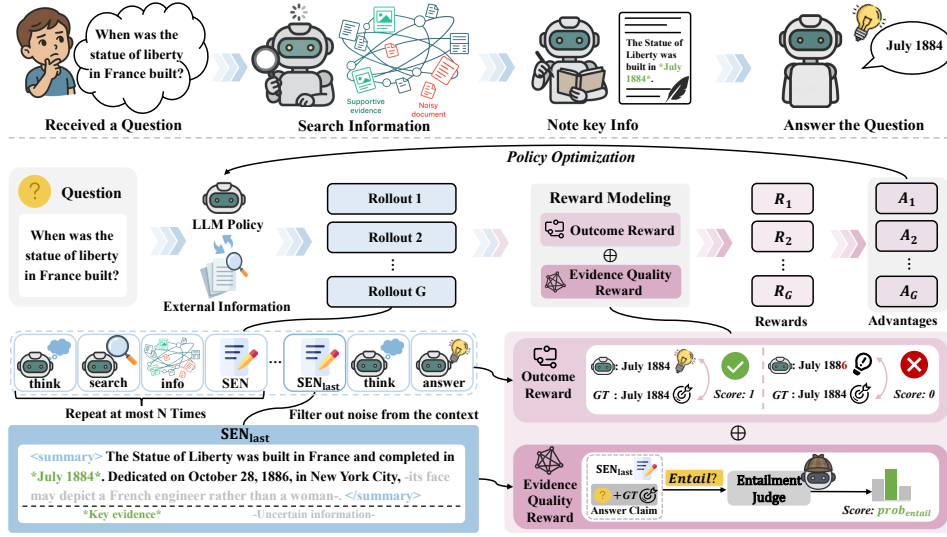 When was the
statue of liberty
in France built?
Received a Question
Supportive
evidence
Noisy
document
Search Information
The Statue of
Liberty was
built in *July
1884*.
Note key Info
July 1884
Answer the Question
Policy Optimization
?
Question
When was the
statue of liberty
in France built?
LLM Policy
External Information
Rollout 1
Rollout 2
⋮
Rollout G
Reward Modeling
Outcome Reward
⊕
Evidence Quality
Reward
R1
R2
⋮
RG
Rewards
A1
A2
⋮
AG
Advantages
think
search
info
SEN
...
SENlast
think
answer
Repeat at most N Times
Filter out noise from the context
SENlast
<summary> The Statue of Liberty was built in France and completed in
*July 1884*. Dedicated on October 28, 1886, in New York City, -its face
may depict a French engineer rather than a woman-. </summary>
*Key evidence*
-Uncertain information-
Outcome
Reward
: July 1884
GT : July 1884
Score: 1
: July 1886
GT : July 1884
Score: 0
⊕
Evidence
Quality
Reward
SENlast
? +GT
Answer Claim
Entail?
Entailment
Judge
Score: probentail